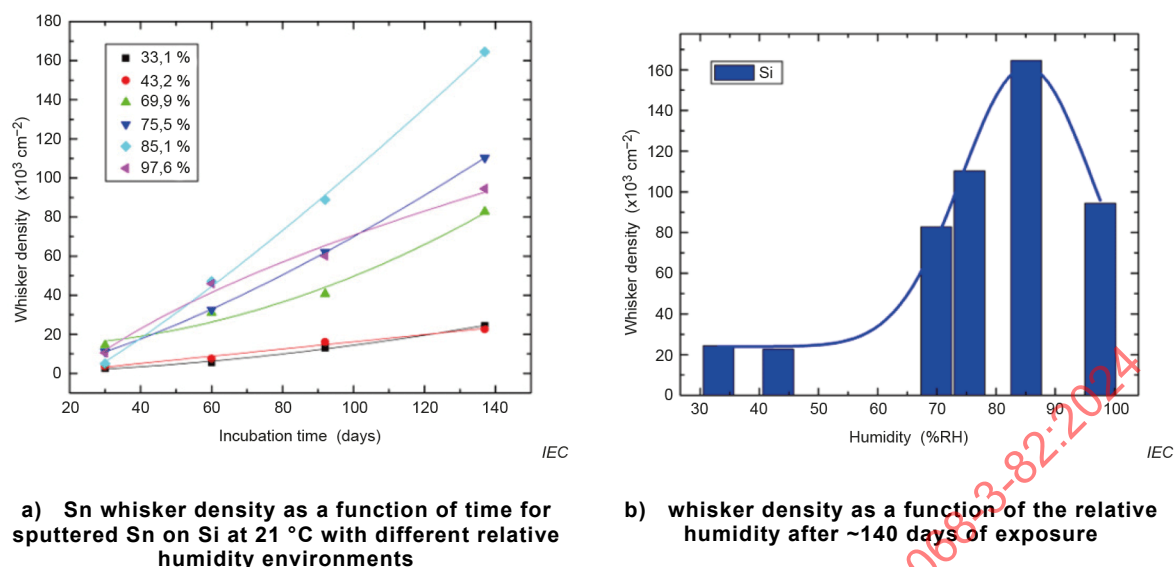 180
160
140
120
100
80
60
40
20
0
Whisker density (x10³ cm⁻²)
33,1 %
43,2 %
69,9 %
75,5 %
85,1 %
97,6 %
20 40 60 80 100 120 140
Incubation time (days)
IEC
a) Sn whisker density as a function of time for
sputtered Sn on Si at 21 °C with different relative
humidity environments
160
140
120
100
80
60
40
20
0
Whisker density (x10³ cm⁻²)
Si
30 40 50 60 70 80 90 100
Humidity (%RH)
IEC
b) whisker density as a function of the relative
humidity after ~140 days of exposure
068-3-82:2024